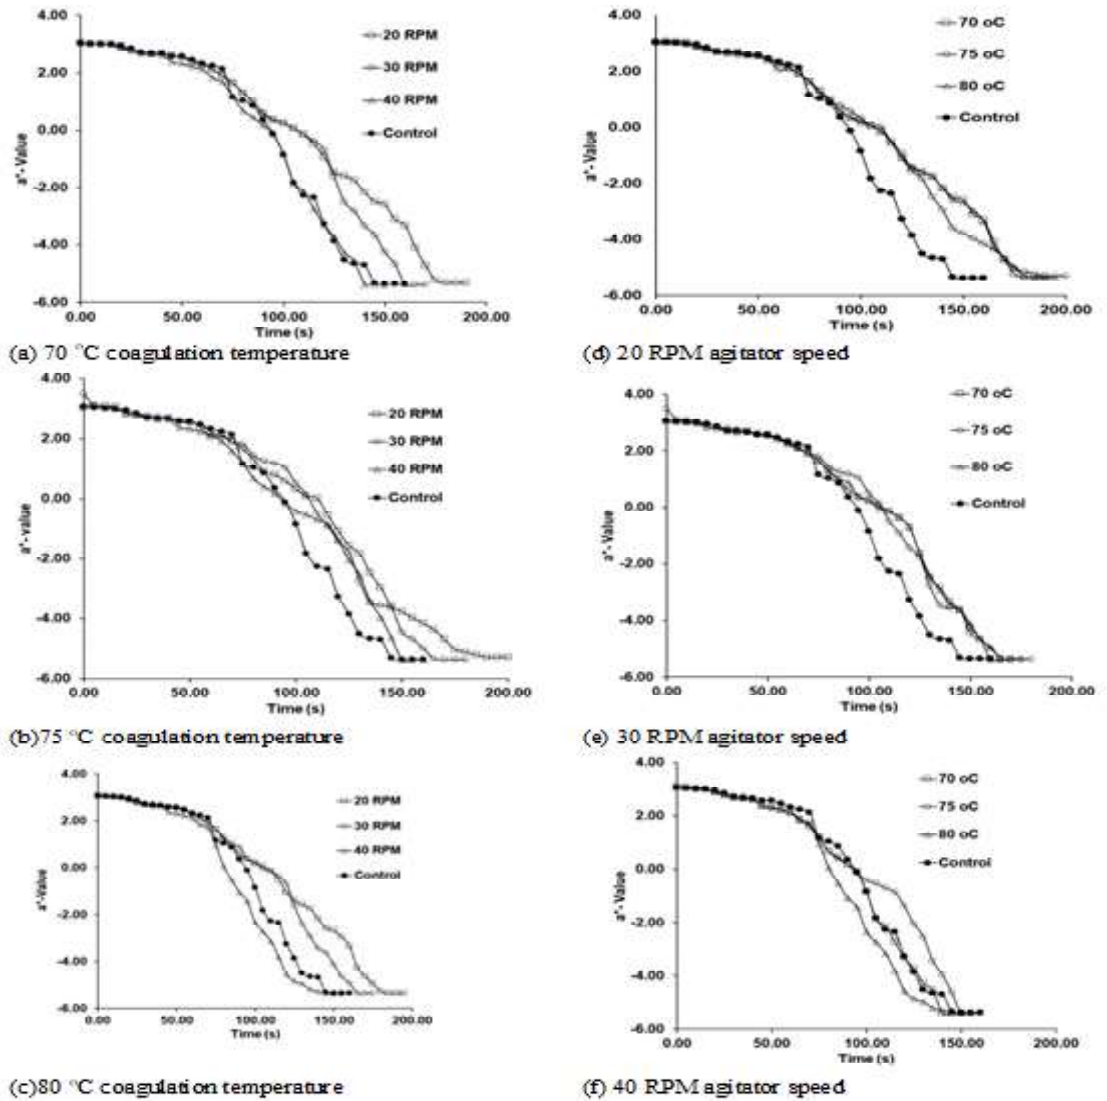 4.00
2.00
0.00
-2.00
-4.00
-6.00
a*- Value
0.00 50.00 100.00 150.00 200.00
Time (s)
20 RPM
30 RPM
40 RPM
Control
(a) 70 °C coagulation temperature
4.00
2.00
0.00
-2.00
-4.00
-6.00
a*- Value
0.00 50.00 100.00 150.00 200.00
Time (s)
70 oC
75 oC
80 oC
Control
(d) 20 RPM agitator speed
4.00
2.00
0.00
-2.00
-4.00
-6.00
a*- value
0.00 50.00 100.00 150.00 200.00
Time (s)
20 RPM
30 RPM
40 RPM
Control
(b)75 °C coagulation temperature
4.00
2.00
0.00
-2.00
-4.00
-6.00
a*- Value
0.00 50.00 100.00 150.00 200.00
Time (s)
70 oC
75 oC
80 oC
Control
(e) 30 RPM agitator speed
4.00
2.00
0.00
-2.00
-4.00
-6.00
a*-Value
0.00 50.00 100.00 150.00 200.00
Time (s)
20 RPM
30 RPM
40 RPM
Control
(c)80 °C coagulation temperature
4.00
2.00
0.00
-2.00
-4.00
-6.00
a*- Value
0.00 50.00 100.00 150.00 200.00
Time (s)
70 oC
75 oC
80 oC
Control
(f) 40 RPM agitator speed